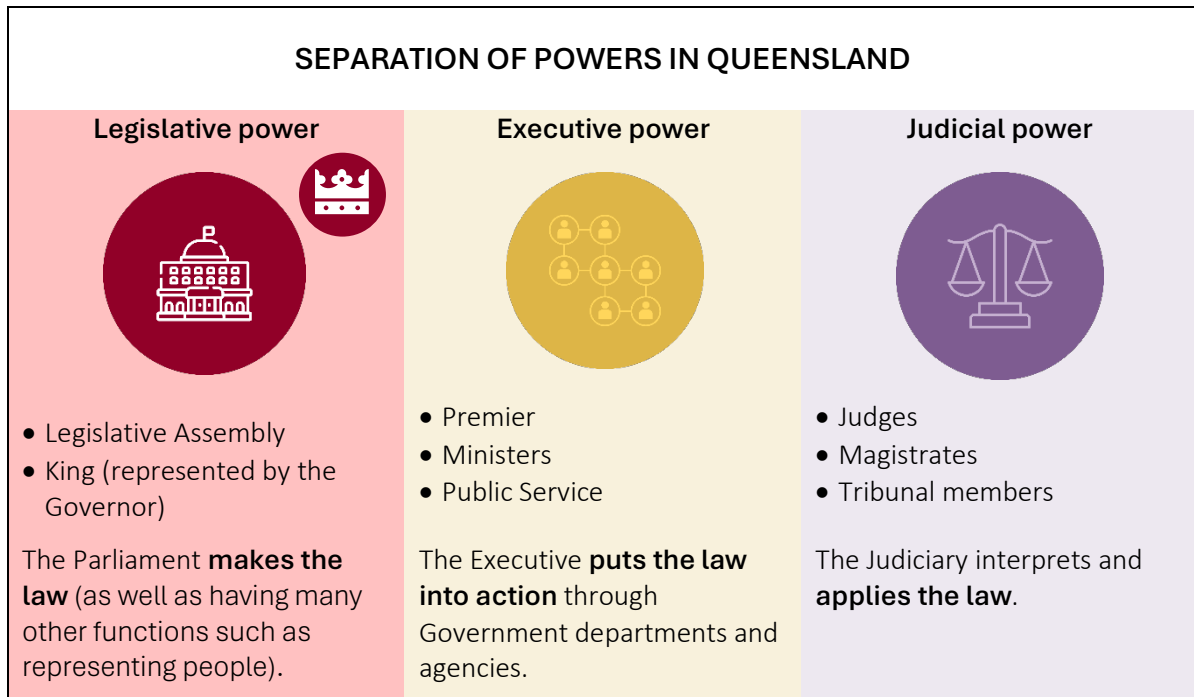 SEPARATION OF POWERS IN QUEENSLAND
Legislative power
• Legislative Assembly
• King (represented by the
Governor)
The Parliament makes the
law (as well as having many
other functions such as
representing people).
Executive power
• Premier
• Ministers
• Public Service
The Executive puts the law
into action through
Government departments and
agencies.
Judicial power
• Judges
• Magistrates
• Tribunal members
The Judiciary interprets and
applies the law.